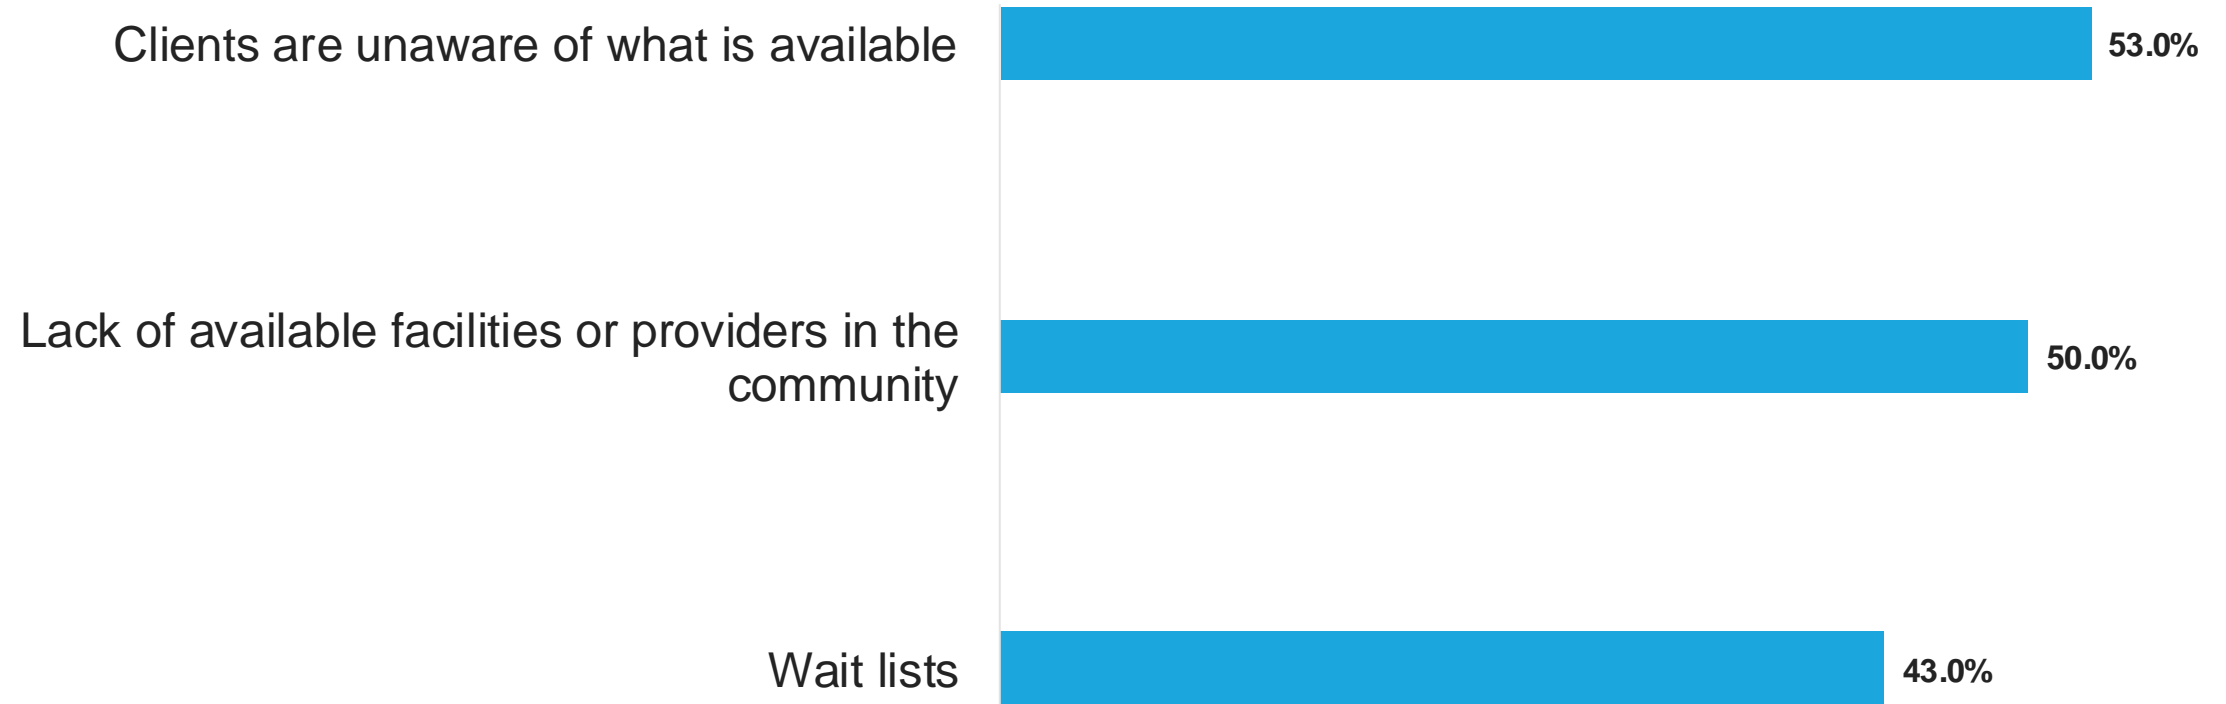 Clients are unaware of what is available
53.0%
Lack of available facilities or providers in the
community
50.0%
Wait lists
43.0%